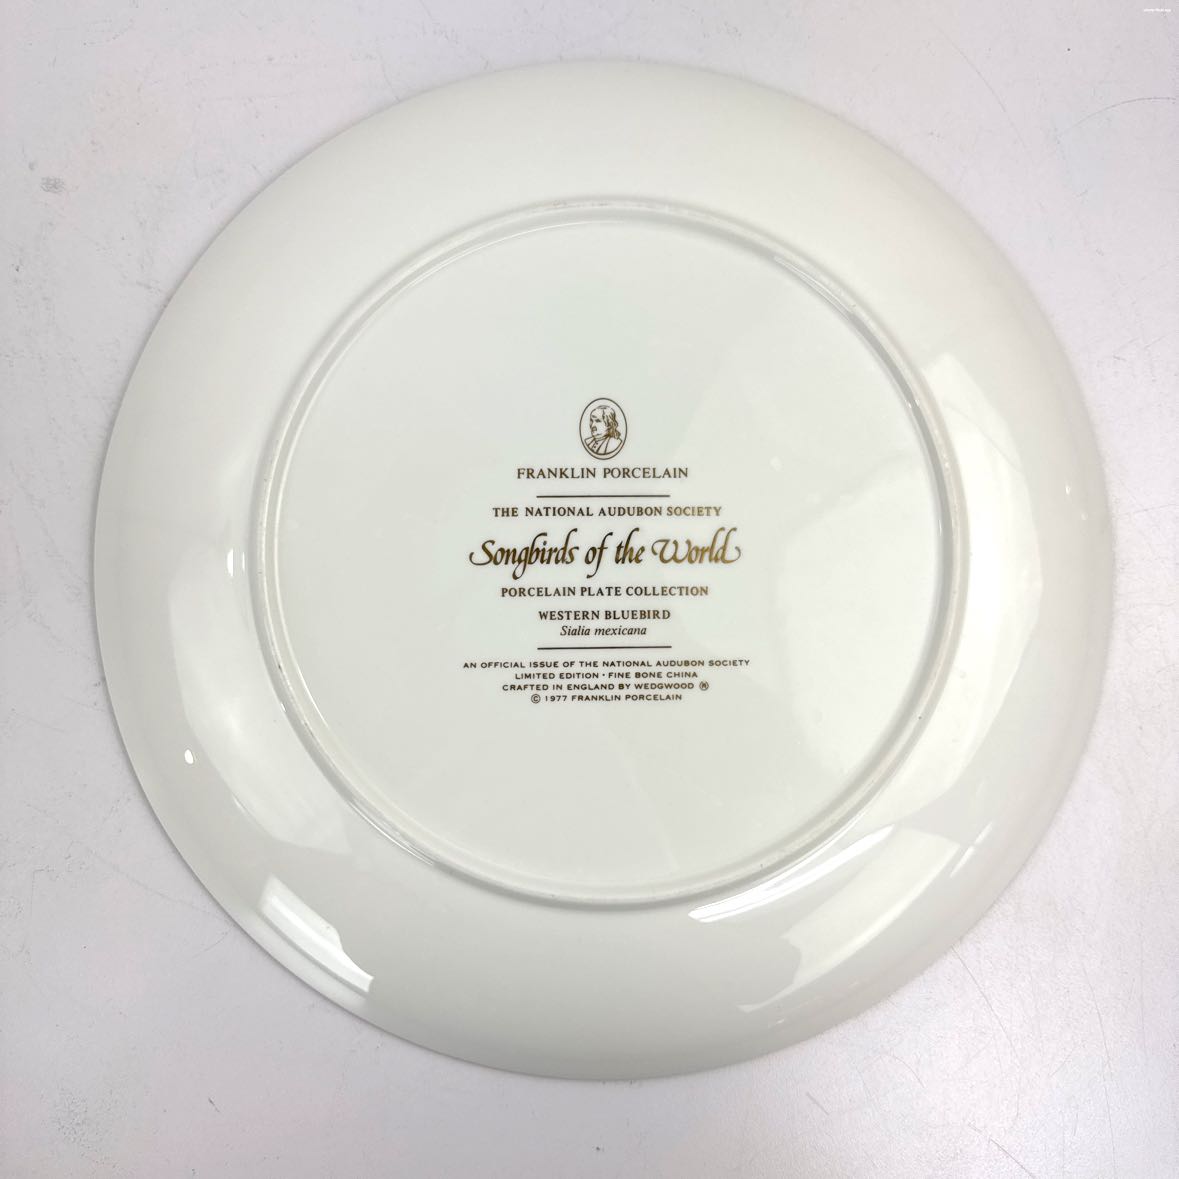 FRANKLIN PORCELAIN
THE NATIONAL AUDUBON SOCIETY
Songbirds of the World
PORCELAIN PLATE COLLECTION
WESTERN BLUEBIRD
Sialia mexicana
AN OFFICIAL ISSUE OF THE NATIONAL AUDUBON SOCIETY
LIMITED EDITION · FINE BONE CHINA
CRAFTED IN ENGLAND BY WEDGWOOD ®
© 1977 FRANKLIN PORCELAIN